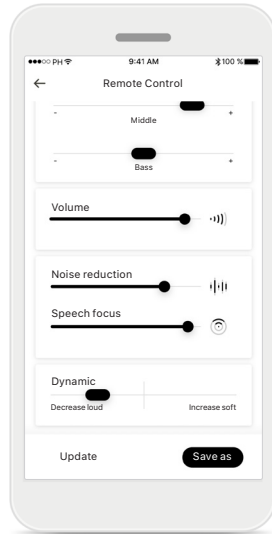 PH 9:41 AM 100 %
Remote Control
- +
Middle
- +
Bass
Volume
Noise reduction
Speech focus
Dynamic
Decrease loud Increase soft
Update Save as